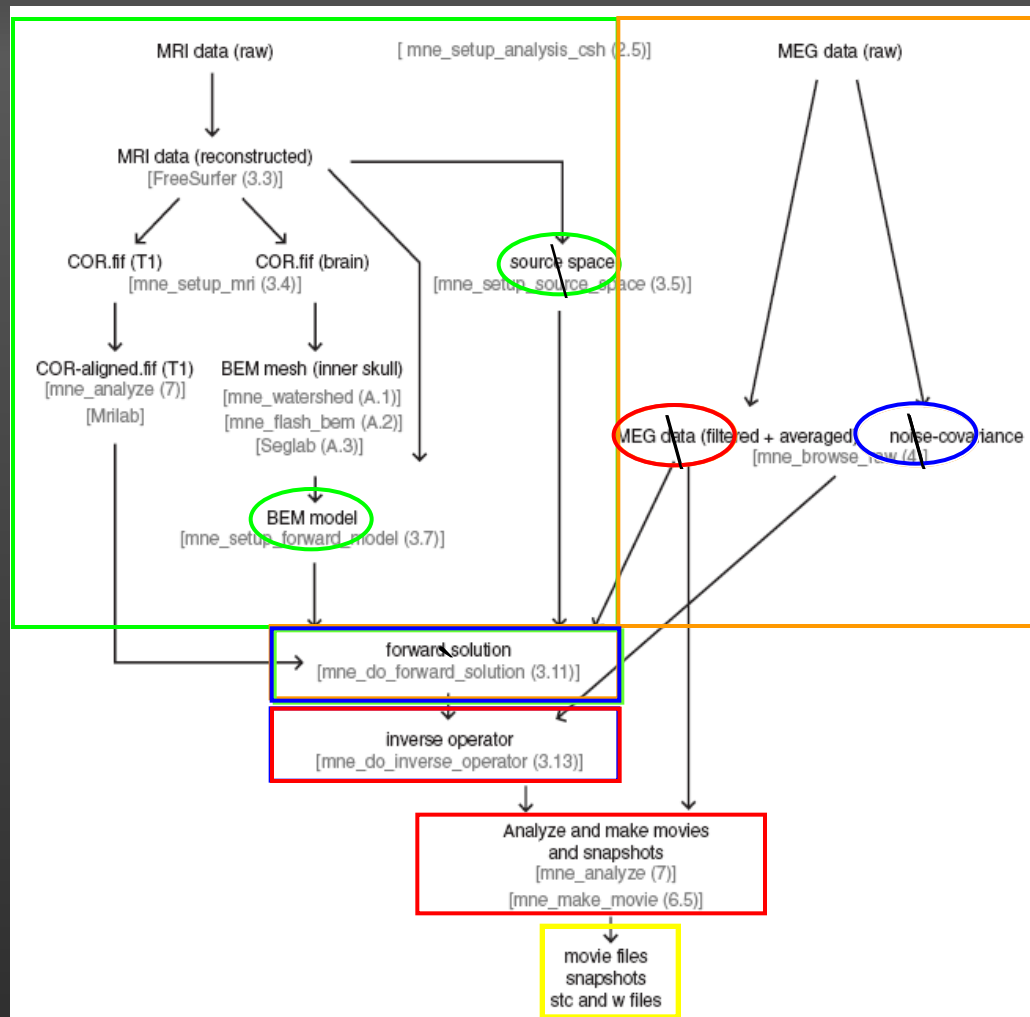 MRI data (raw)
[ mne_setup_analysis_csh (2.5)]
MEG data (raw)
MRI data (reconstructed)
[FreeSurfer (3.3)]
COR.fif (T1)
COR.fif (brain)
[mne_setup_mri (3.4)]
source space
[mne_setup_source_space (3.5)]
COR-aligned.fif (T1)
[mne_analyze (7)]
[Mrilab]
BEM mesh (inner skull)
[mne_watershed (A.1)]
[mne_flash_bem (A.2)]
[Seglab (A.3)]
MEG data (filtered + averaged)
noise-covariance
[mne_browse_raw (4)]
BEM model
[mne_setup_forward_model (3.7)]
forward solution
[mne_do_forward_solution (3.11)]
inverse operator
[mne_do_inverse_operator (3.13)]
Analyze and make movies
and snapshots
[mne_analyze (7)]
[mne_make_movie (6.5)]
movie files
snapshots
stc and w files